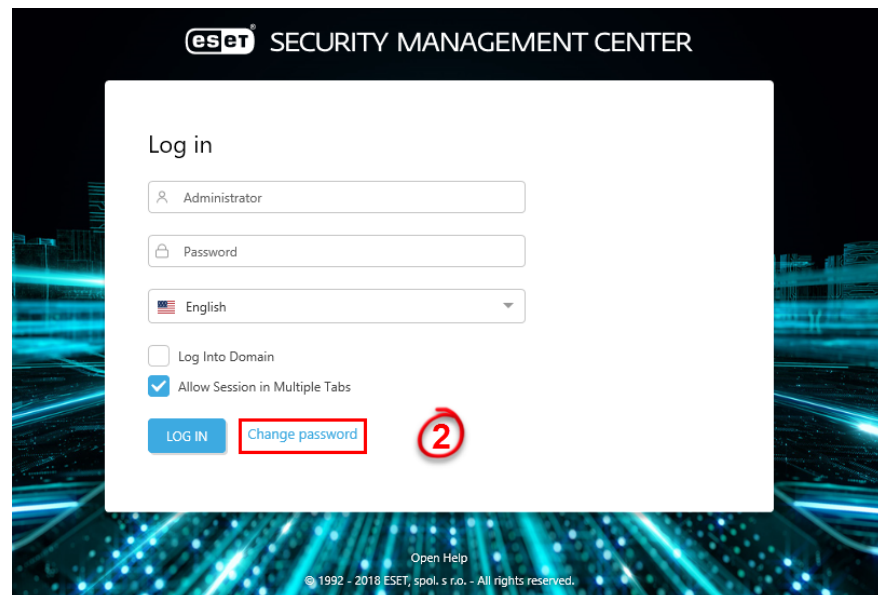 eset® SECURITY MANAGEMENT CENTER
Log in
Administrator
Password
English
Log Into Domain
Allow Session in Multiple Tabs
LOG IN Change password 2
Open Help
© 1992 - 2018 ESET, spol. s r.o. - All rights reserved.